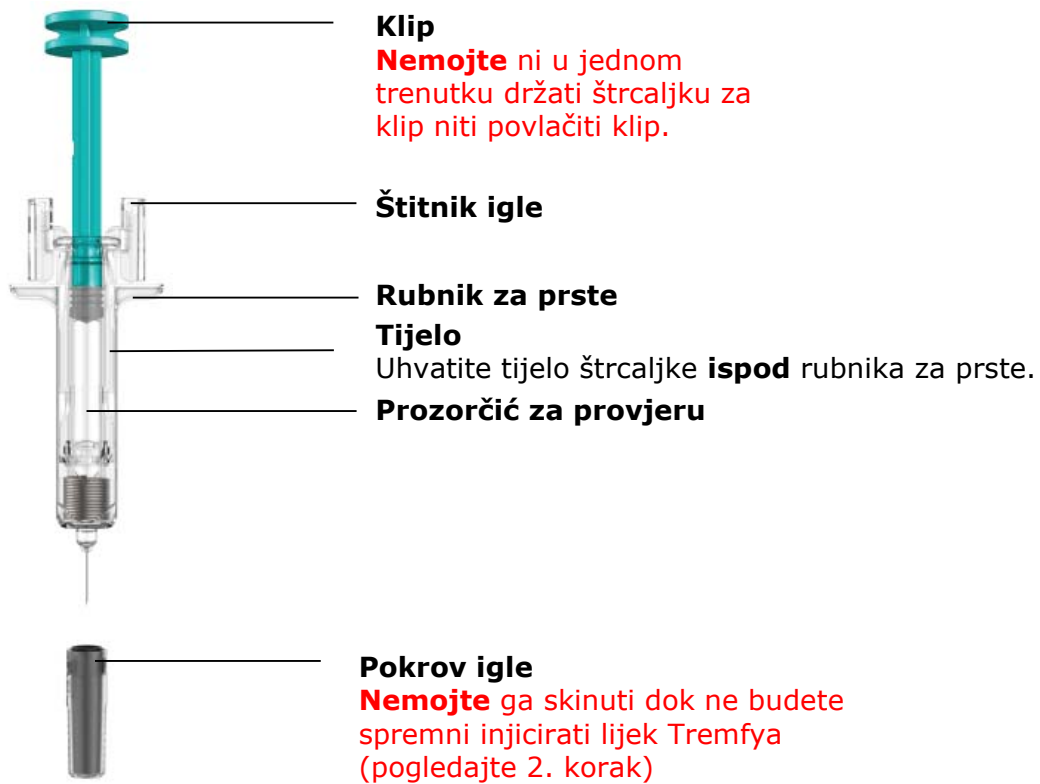 Klip
Nemojte ni u jednom
trenutku držati štrcaljku za
klip niti povlačiti klip.
Štitnik igle
Rubnik za prste
Tijelo
Uhvatite tijelo štrcaljke ispod rubnika za prste.
Prozorčić za provjeru
Pokrov igle
Nemojte ga skinuti dok ne budete
spremni injicirati lijek Tremfya
(pogledajte 2. korak)